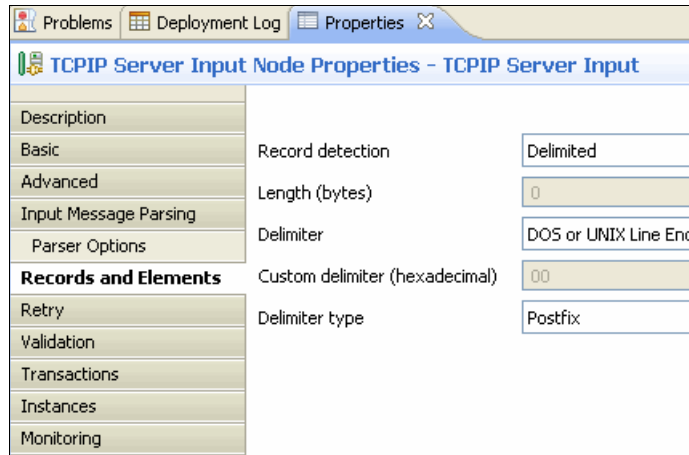 Problems Deployment Log Properties
TCPIP Server Input Node Properties - TCPIP Server Input
Description
Basic
Record detection Delimited
Advanced
Length (bytes) 0
Input Message Parsing
Delimiter DOS or UNIX Line
Parser Options
Records and Elements
Custom delimiter (hexadecimal) 00
Retry
Delimiter type Postfix
Validation
Transactions
Instances
Monitoring